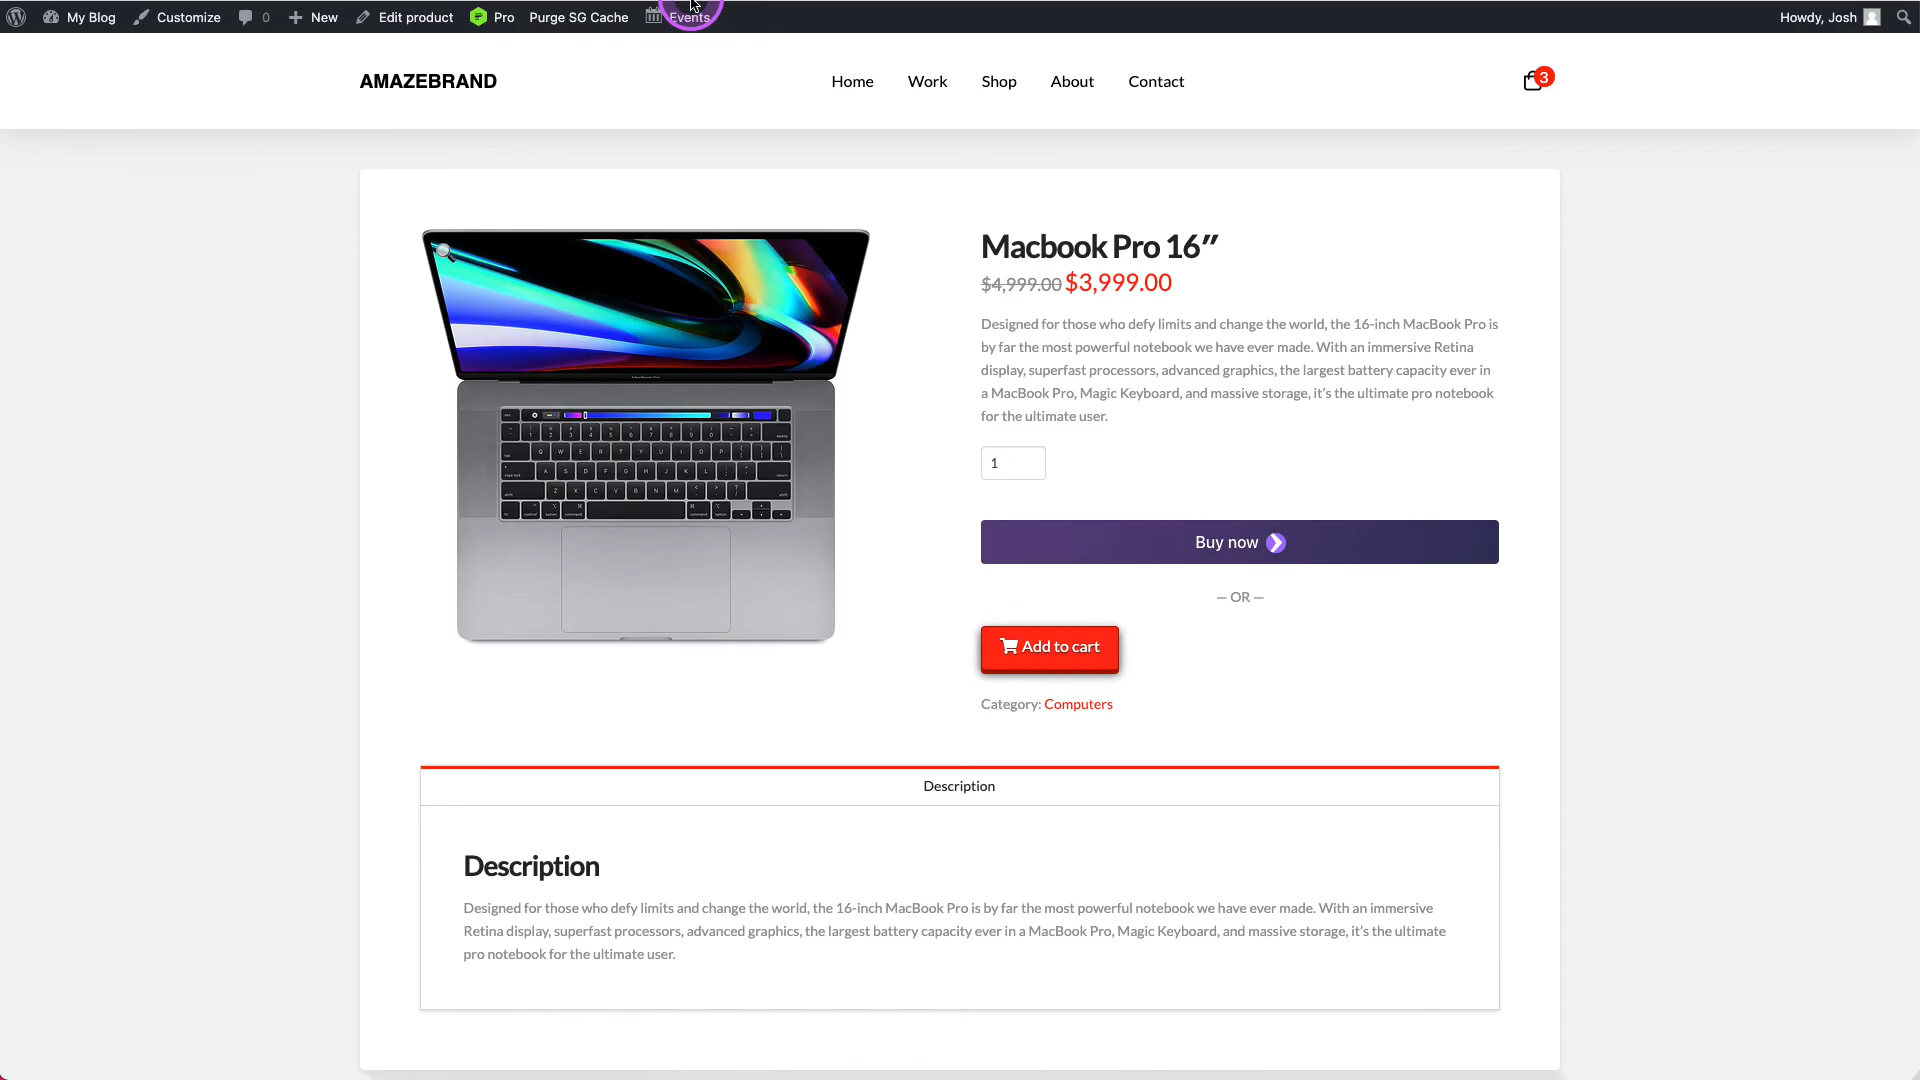 My Blog Customize 0 New Edit product Pro Purge SG Cache Events Howdy, Josh
AMAZEBRAND Home Work Shop About Contact 3
Macbook Pro 16″
$4,999.00 $3,999.00
Designed for those who defy limits and change the world, the 16-inch MacBook Pro is
by far the most powerful notebook we have ever made. With an immersive Retina
display, superfast processors, advanced graphics, the largest battery capacity ever in
a MacBook Pro, Magic Keyboard, and massive storage, it’s the ultimate pro notebook
for the ultimate user.
1
Buy now
— OR —
Add to cart
Category: Computers
Description
Description
Designed for those who defy limits and change the world, the 16-inch MacBook Pro is by far the most powerful notebook we have ever made. With an immersive
Retina display, superfast processors, advanced graphics, the largest battery capacity ever in a MacBook Pro, Magic Keyboard, and massive storage, it’s the ultimate
pro notebook for the ultimate user.